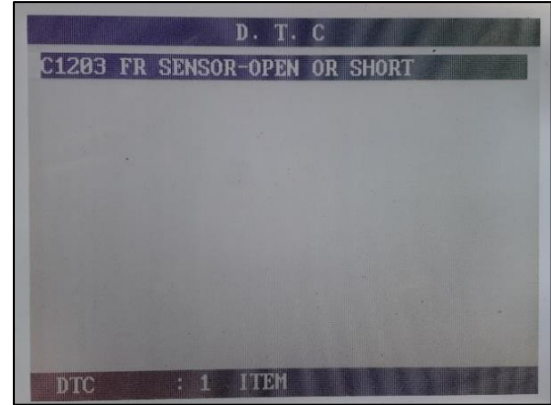 D. T. C
C1203 FR SENSOR-OPEN OR SHORT
DTC : 1 ITEM